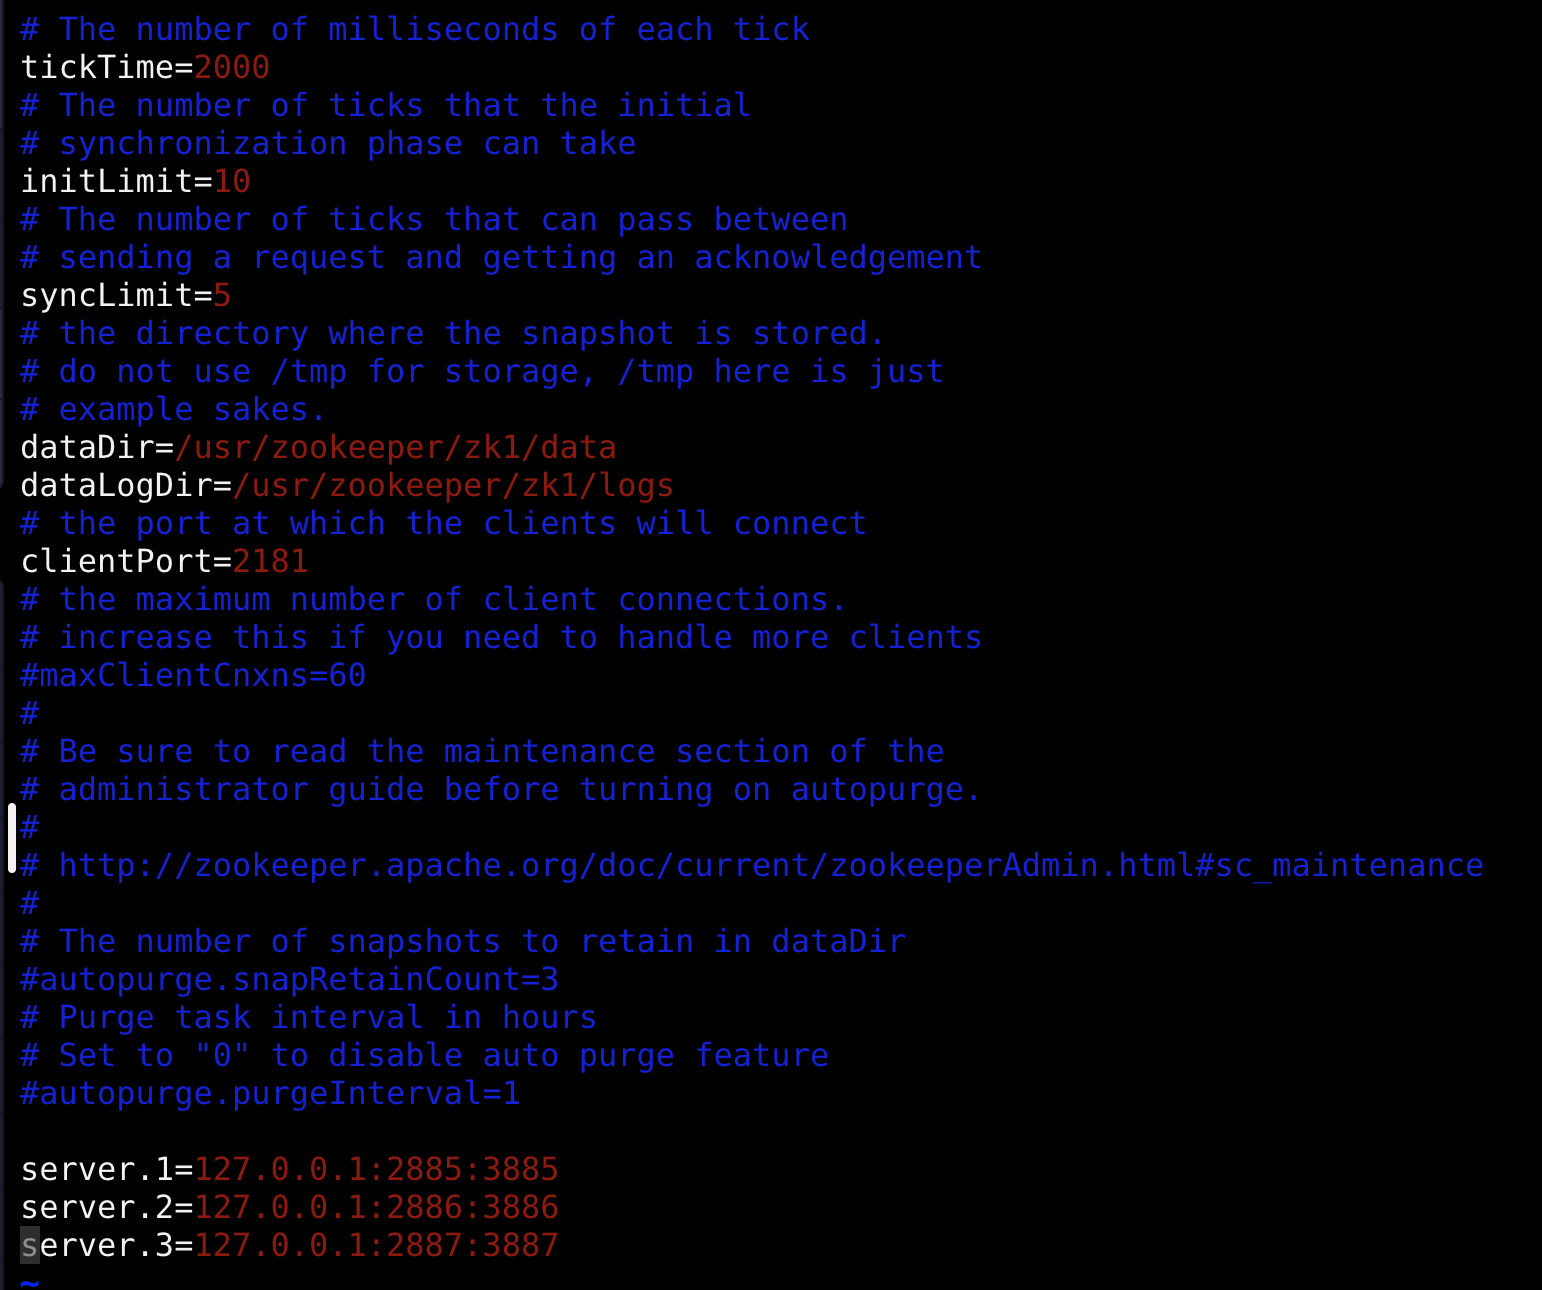 # The number of milliseconds of each tick
tickTime=2000
# The number of ticks that the initial
# synchronization phase can take
initLimit=10
# The number of ticks that can pass between
# sending a request and getting an acknowledgement
syncLimit=5
# the directory where the snapshot is stored.
# do not use /tmp for storage, /tmp here is just
# example sakes.
dataDir=/usr/zookeeper/zk1/data
dataLogDir=/usr/zookeeper/zk1/logs
# the port at which the clients will connect
clientPort=2181
# the maximum number of client connections.
# increase this if you need to handle more clients
#maxClientCnxns=60
#
# Be sure to read the maintenance section of the
# administrator guide before turning on autopurge.
#
# http://zookeeper.apache.org/doc/current/zookeeperAdmin.html#sc_maintenance
#
# The number of snapshots to retain in dataDir
#autopurge.snapRetainCount=3
# Purge task interval in hours
# Set to "0" to disable auto purge feature
#autopurge.purgeInterval=1

server.1=127.0.0.1:2885:3885
server.2=127.0.0.1:2886:3886
server.3=127.0.0.1:2887:3887
~